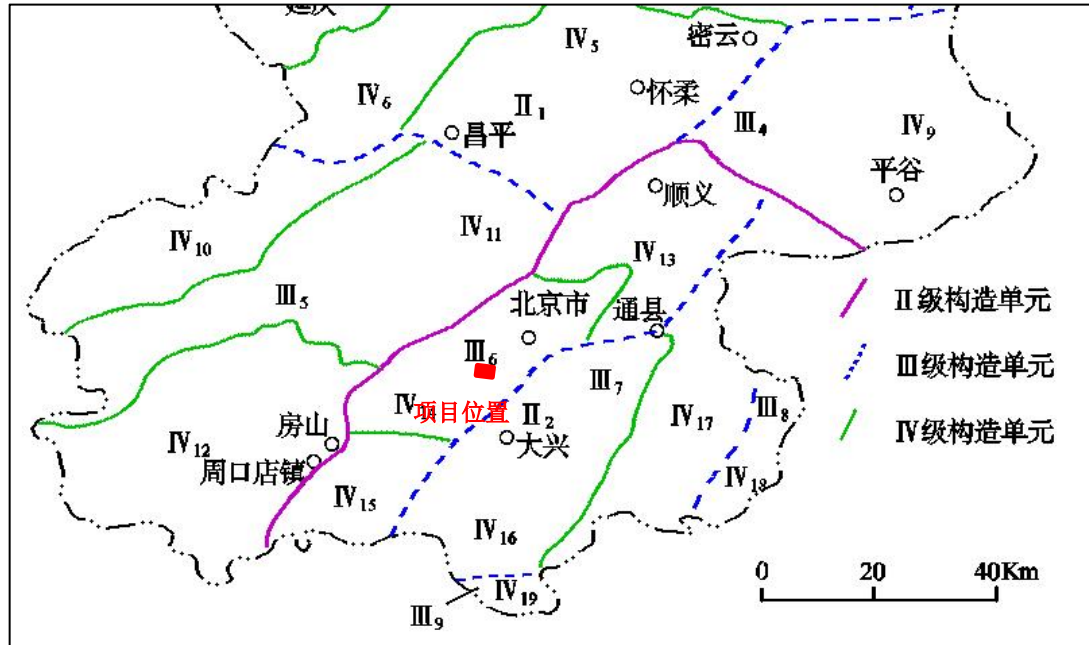 延庆
Ⅳ₅
密云
怀柔
Ⅳ₆
Ⅱ₁
昌平
Ⅲ₄
Ⅳ₉
平谷
顺义
Ⅳ₁₀
Ⅳ₁₁
Ⅳ₁₃
Ⅲ₅
北京市
通县
Ⅱ级构造单元
Ⅲ₆
Ⅲ₇
Ⅲ级构造单元
Ⅳ
项目位置
Ⅱ₂
Ⅳ₁₇
Ⅲ₈
Ⅳ级构造单元
房山
大兴
Ⅳ₁₂
周口店镇
Ⅳ₁₈
Ⅳ₁₅
Ⅳ₁₆
Ⅳ₁₉
Ⅲ₉
0 20 40Km